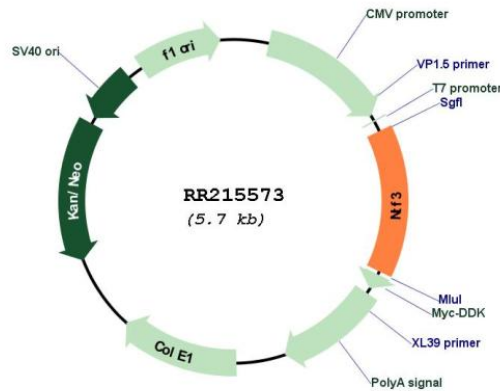 CMV promoter
SV40 ori
f1 ori
VP1.5 primer
T7 promoter
SgfI
Kan/Neo
RR215573
(5.7 kb)
Ntf3
MluI
Myc-DDK
XL39 primer
Col E1
PolyA signal